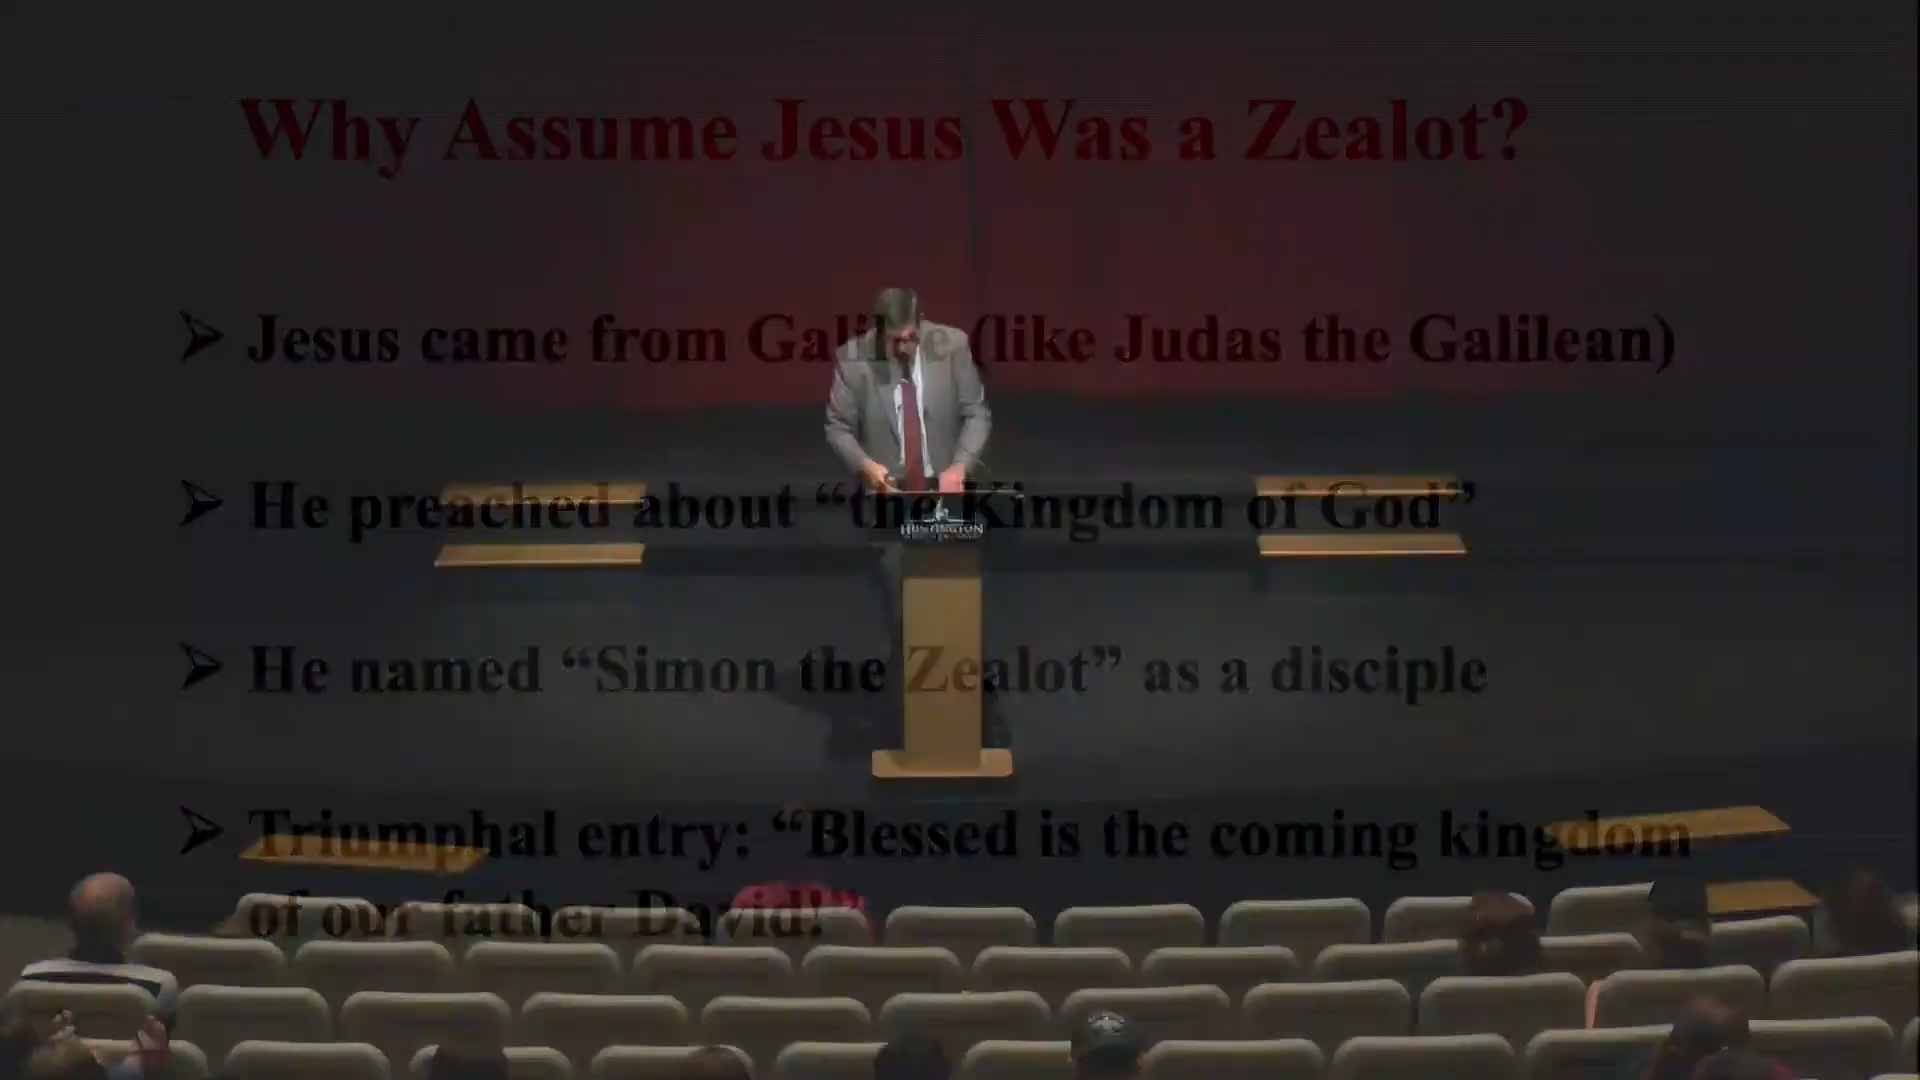 Why Assume Jesus Was a Zealot?
Jesus came from Galilee (like Judas the Galilean)
He preached about “the Kingdom of God”
HUNTINGTON
He named “Simon the Zealot” as a disciple
Triumphal entry: “Blessed is the coming kingdom
of our father David!”